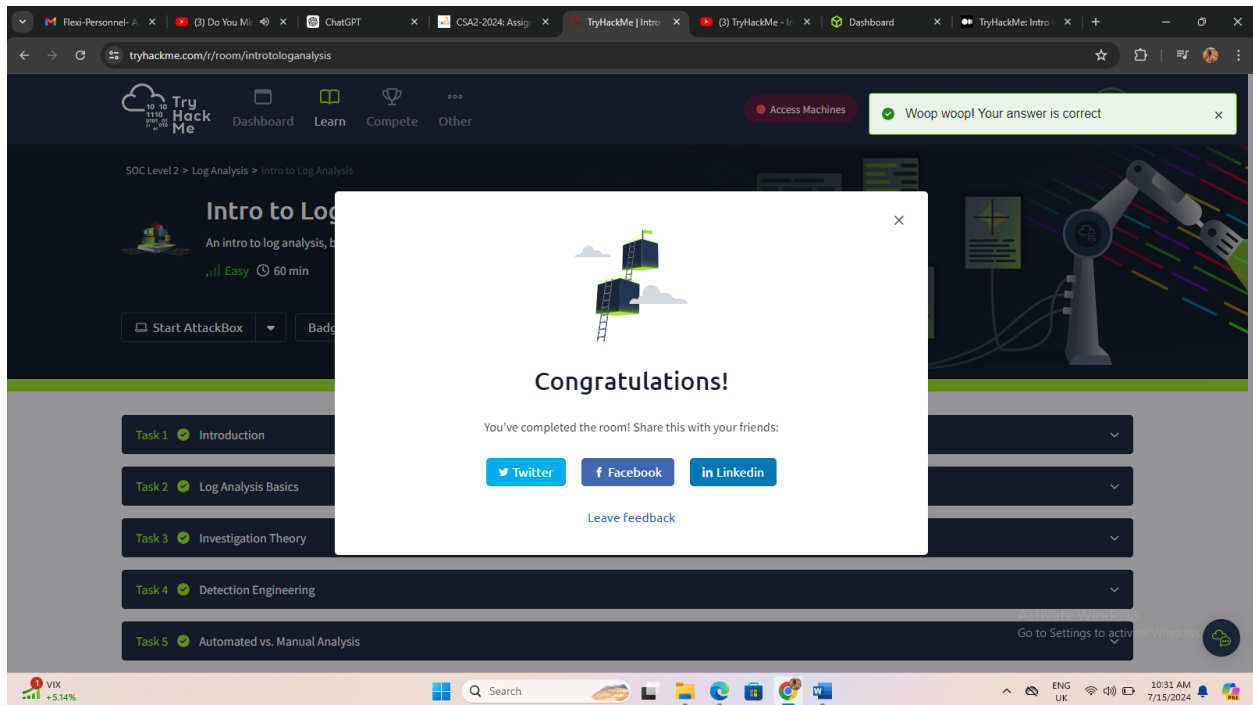 Flexi-Personnel- A
(3) Do You Mir
ChatGPT
CSA2-2024: Assig
TryHackMe | Intro
(3) TryHackMe - In
Dashboard
TryHackMe: Intro
tryhackme.com/r/room/introtologanalysis
Try Hack Me
Dashboard
Learn
Compete
Other
Access Machines
Woop woop! Your answer is correct
SOC Level 2 > Log Analysis > Intro to Log Analysis
Intro to Log
An intro to log analysis, b
Easy 60 min
Start AttackBox
Badg
Congratulations!
You've completed the room! Share this with your friends:
Twitter
Facebook
Linkedin
Leave feedback
Task 1 Introduction
Task 2 Log Analysis Basics
Task 3 Investigation Theory
Task 4 Detection Engineering
Task 5 Automated vs. Manual Analysis
Activate Windows
Go to Settings to activate Windows.
1
VIX
+5.14%
Search
ENG
UK
10:31 AM
7/15/2024
PRE